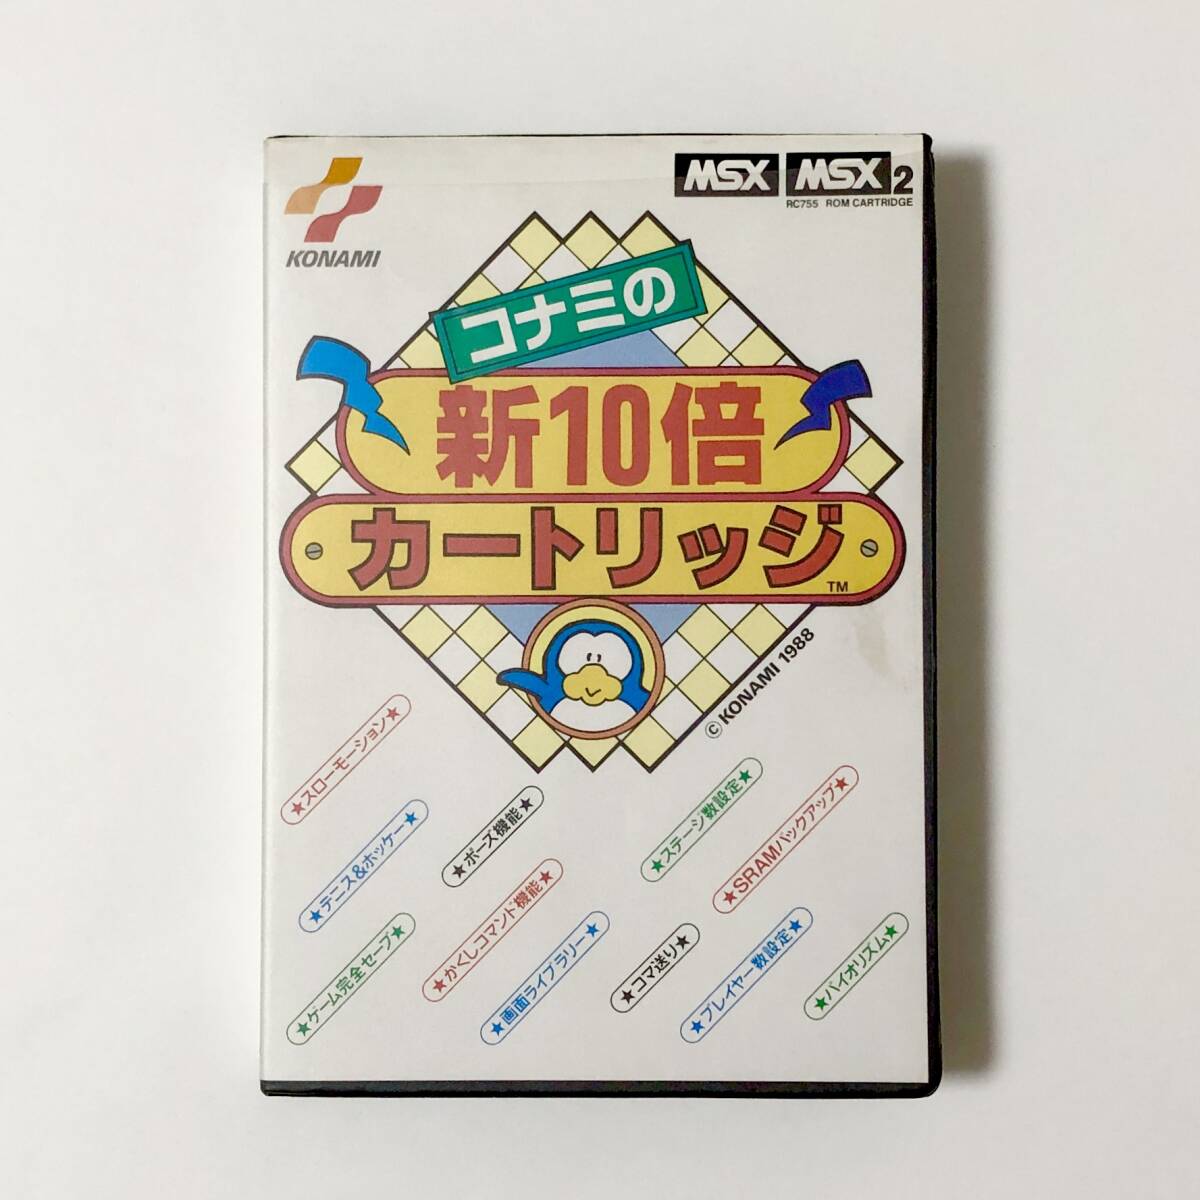 KONAMI
MSX MSX2
RC755 ROM CARTRIDGE
コナミの
新10倍
カートリッジ
TM
© KONAMI 1988
★スローモーション★
★テニス&ホッケー★
★ポーズ機能★
★ステージ数設定★
★SRAMバックアップ★
★ゲーム完全セーブ★
★かくしコマンド機能★
★画面ライブラリー★
★コマ送り★
★プレイヤー数設定★
★バイオリズム★